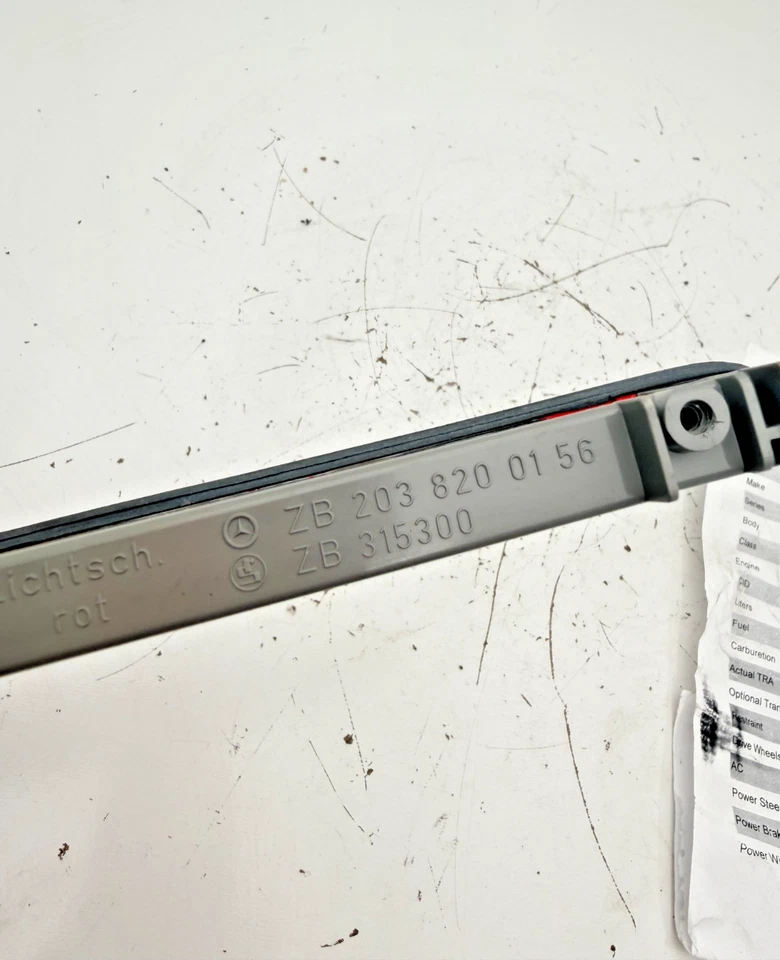 ZB 203 820 01 56
ZB 315300
Lichtsch.
rot
Make
Series
Body
Class
Engine
CID
Liters
Fuel
Carburetion
Actual TRA
Optional Tran
Restraint
Drive Wheels
AC
Power Stee
Power Brak
Power Wi